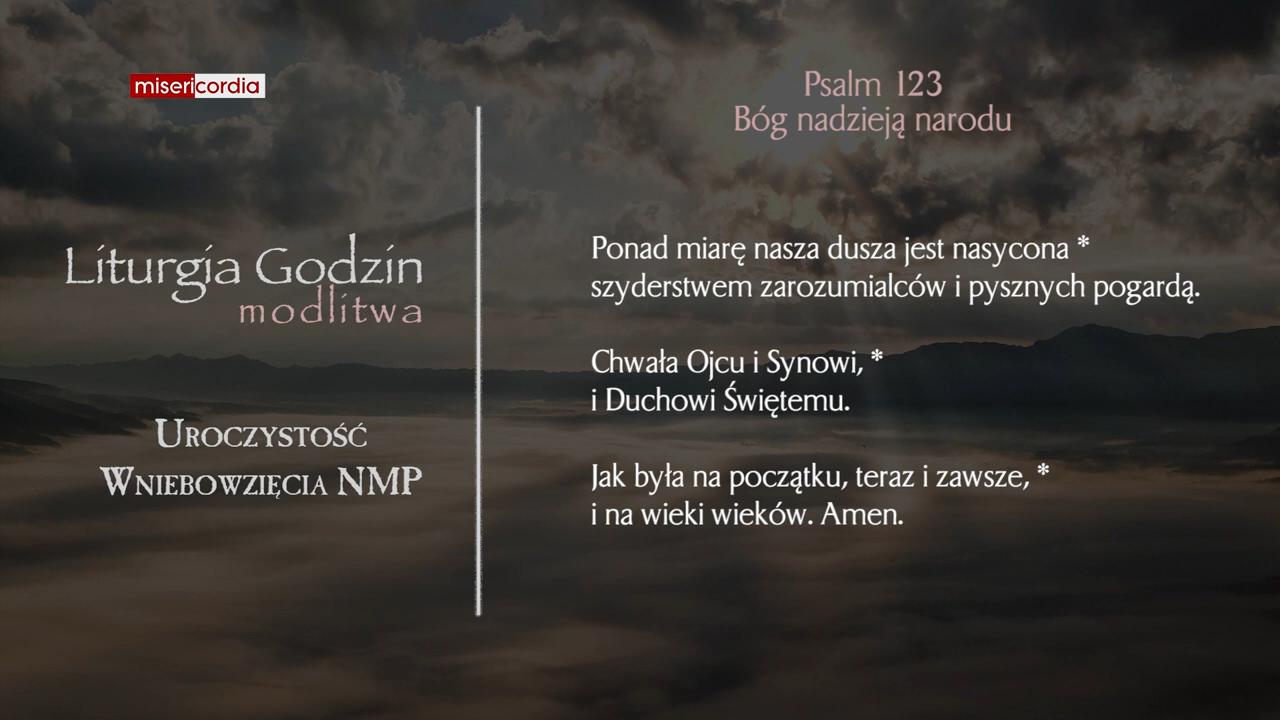 misericordia
Liturgia Godzin
modlitwa
Uroczystość
Wniebowzięcia NMP
Psalm 123
Bóg nadzieją narodu
Ponad miarę nasza dusza jest nasycona *
szyderstwem zarozumialców i pysznych pogardą.
Chwała Ojcu i Synowi, *
i Duchowi Świętemu.
Jak była na początku, teraz i zawsze, *
i na wieki wieków. Amen.